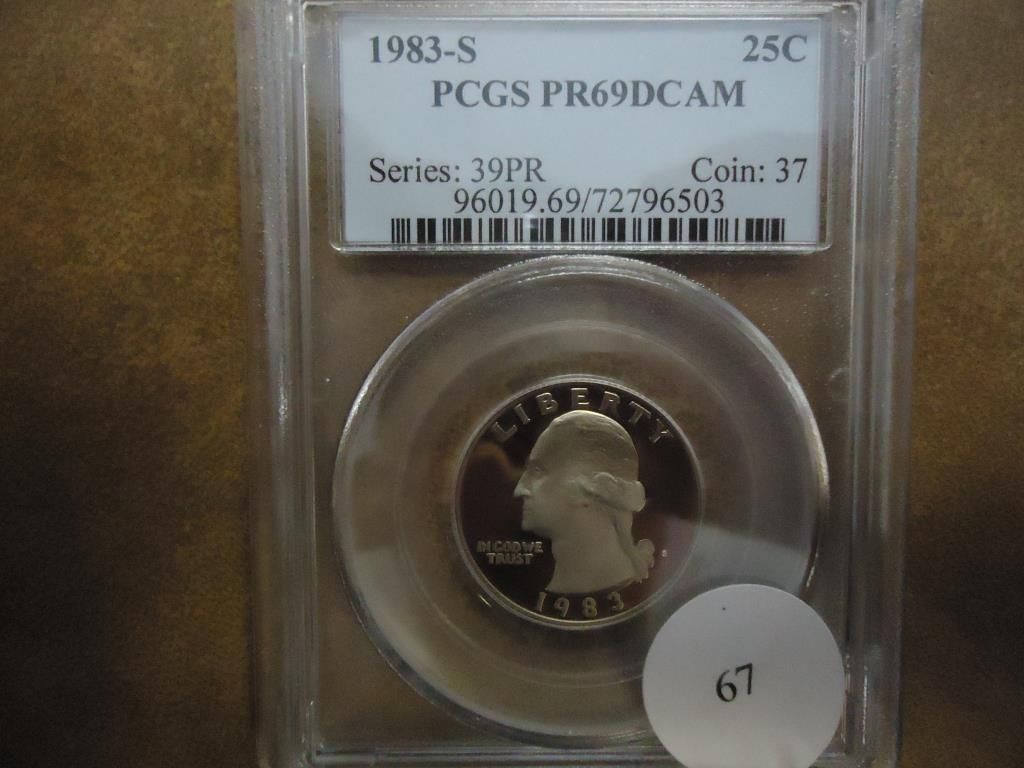 1983-S 25C
PCGS PR69DCAM
Series: 39PR Coin: 37
96019.69/72796503
LIBERTY
IN GOD WE
TRUST
1983
67